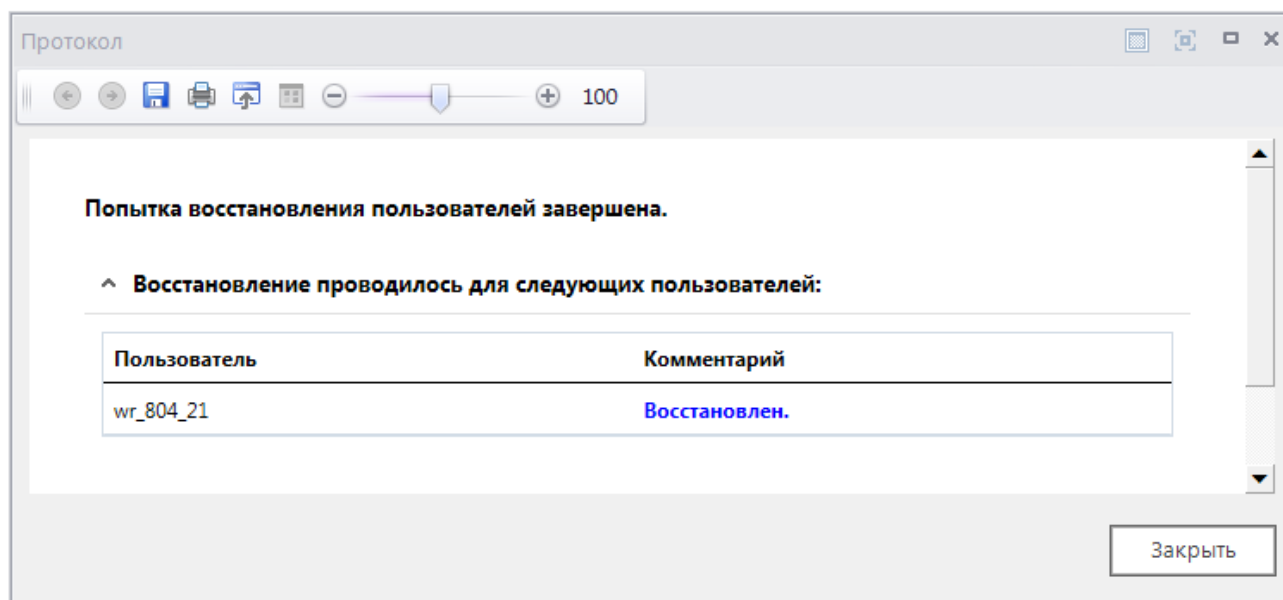 Протокол
100
Попытка восстановления пользователей завершена.
Восстановление проводилось для следующих пользователей:
Пользователь Комментарий
wr_804_21 Восстановлен.
Закрыть